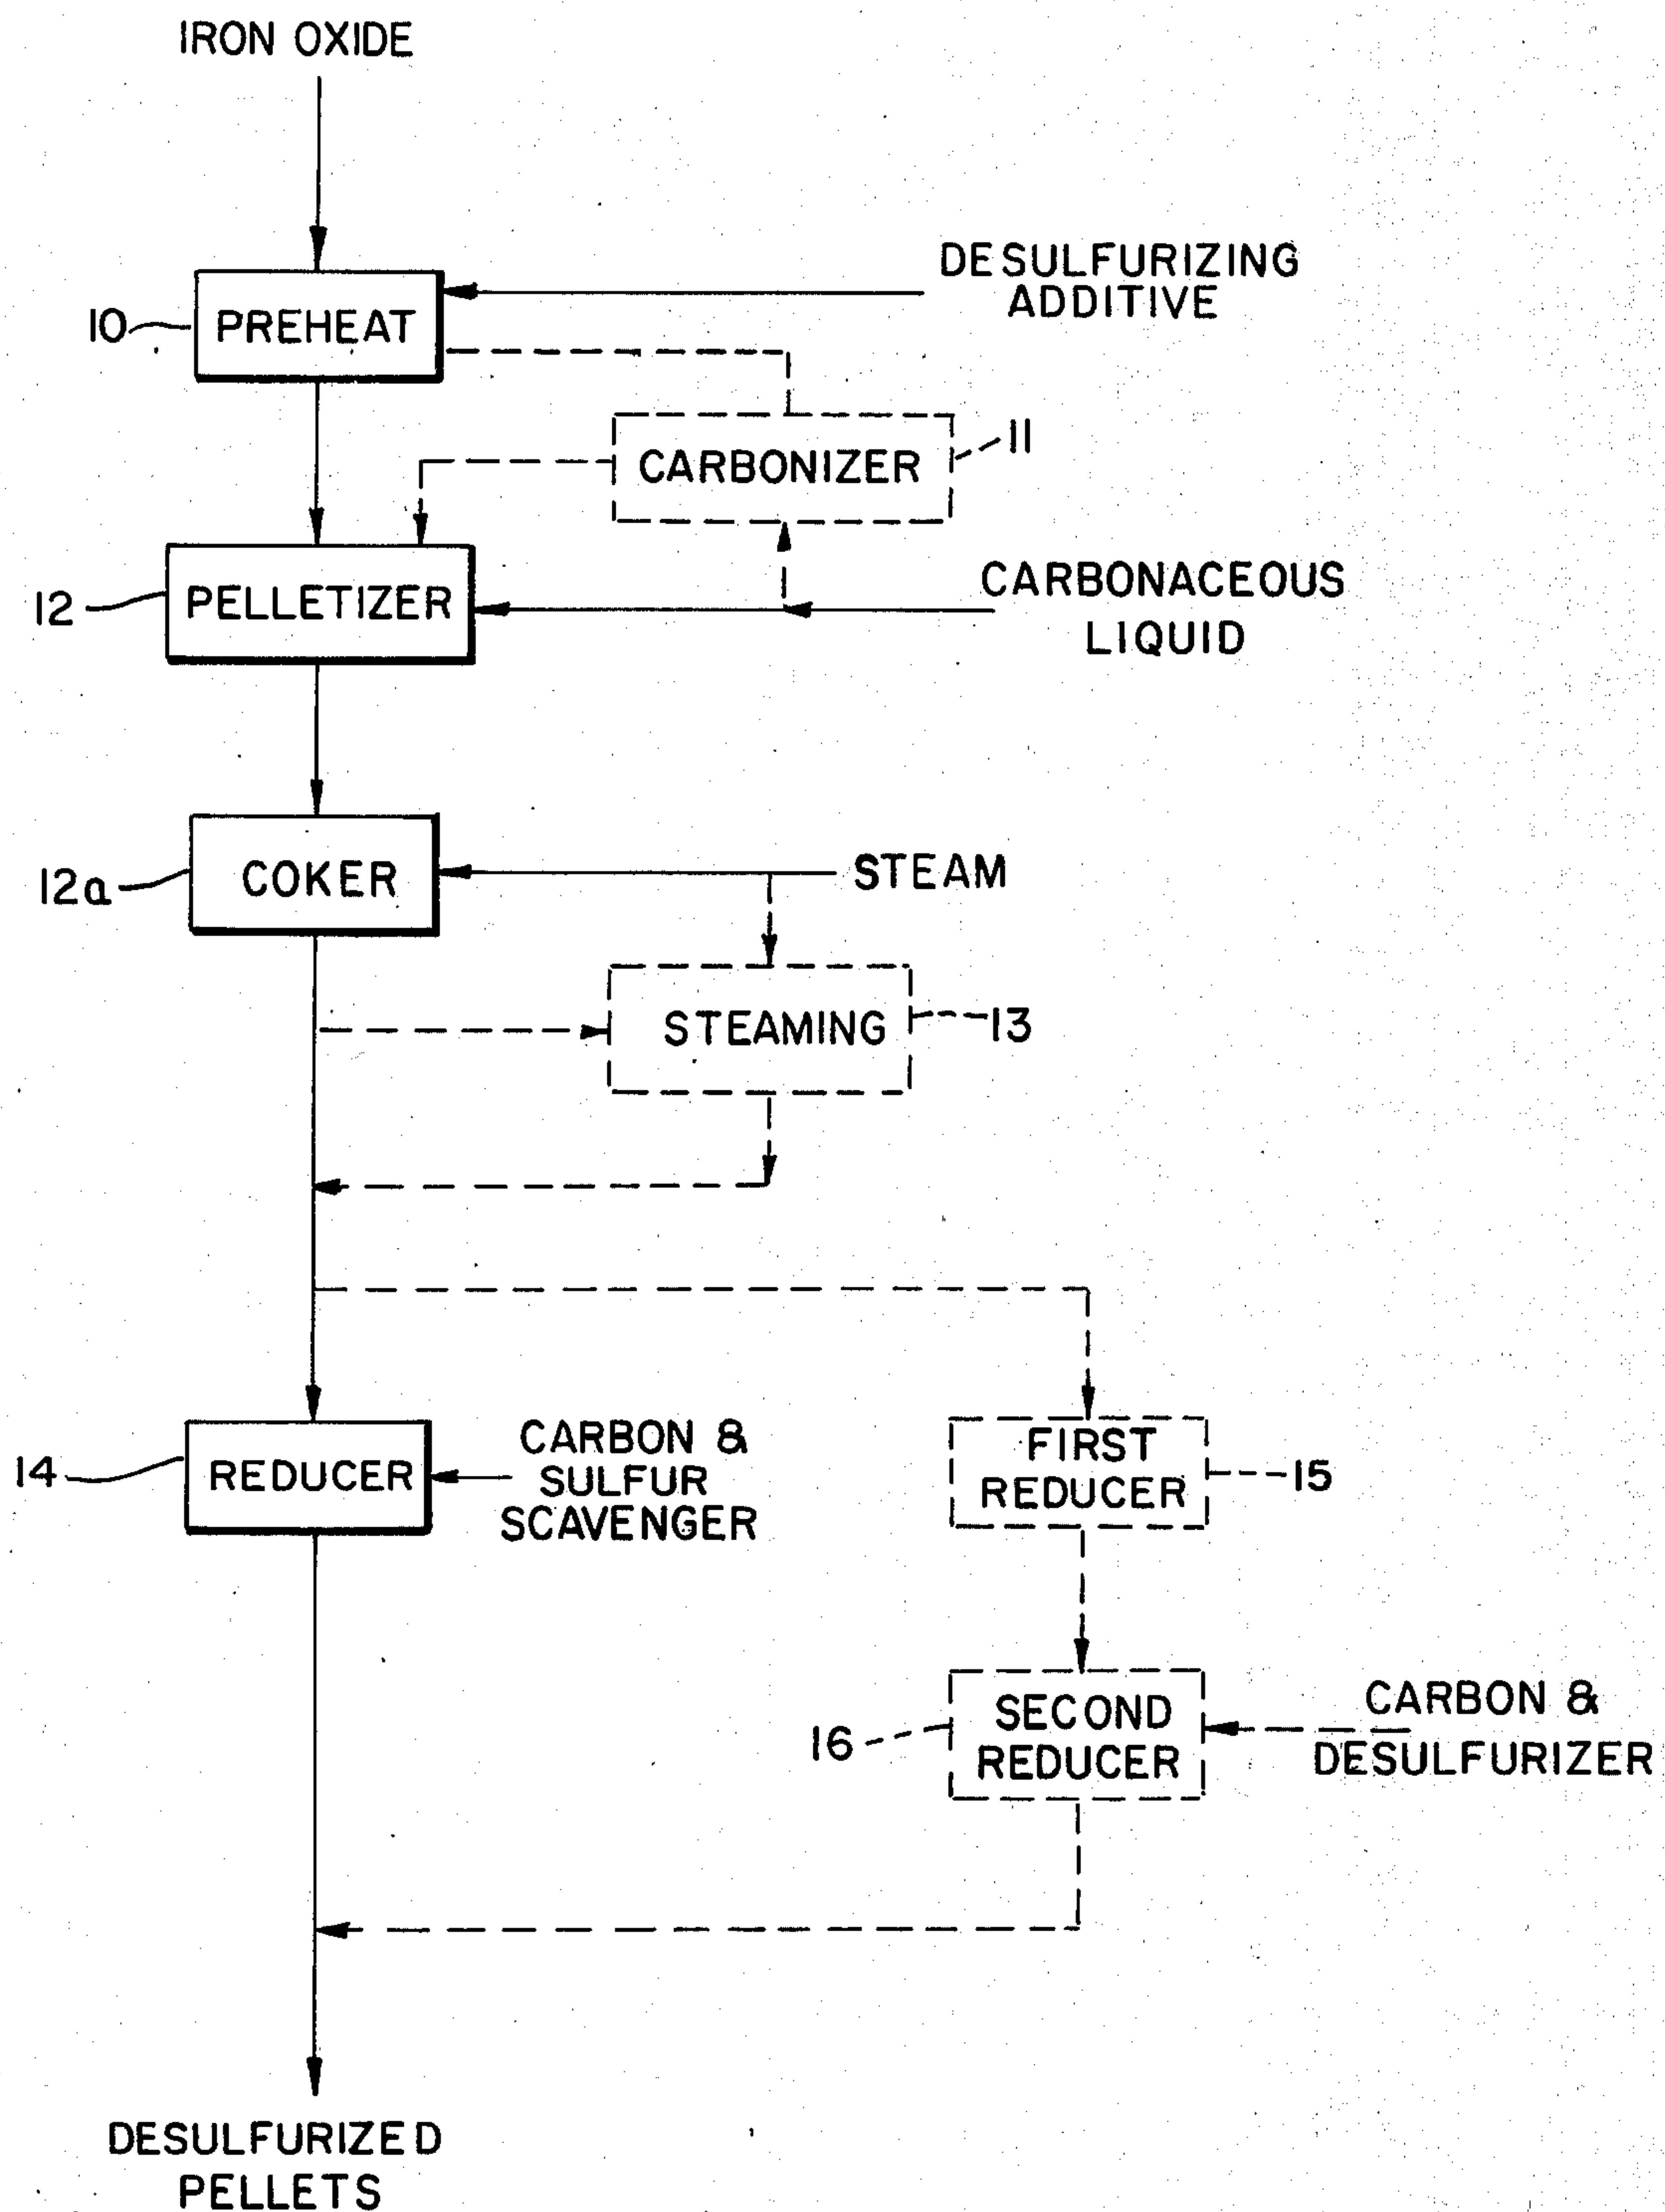 IRON OXIDE
DESULFURIZING
ADDITIVE
10
PREHEAT
11
CARBONIZER
CARBONACEOUS
LIQUID
12
PELLETIZER
12a
COKER
STEAM
STEAMING
13
14
REDUCER
CARBON &
SULFUR
SCAVENGER
FIRST
REDUCER
15
16
SECOND
REDUCER
CARBON &
DESULFURIZER
DESULFURIZED
PELLETS